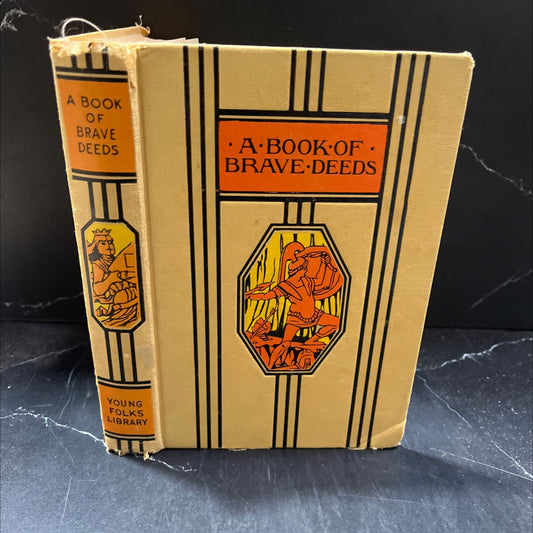 A BOOK
OF
BRAVE
DEEDS
YOUNG
FOLKS
LIBRARY
· A · BOOK · OF ·
BRAVE · DEEDS